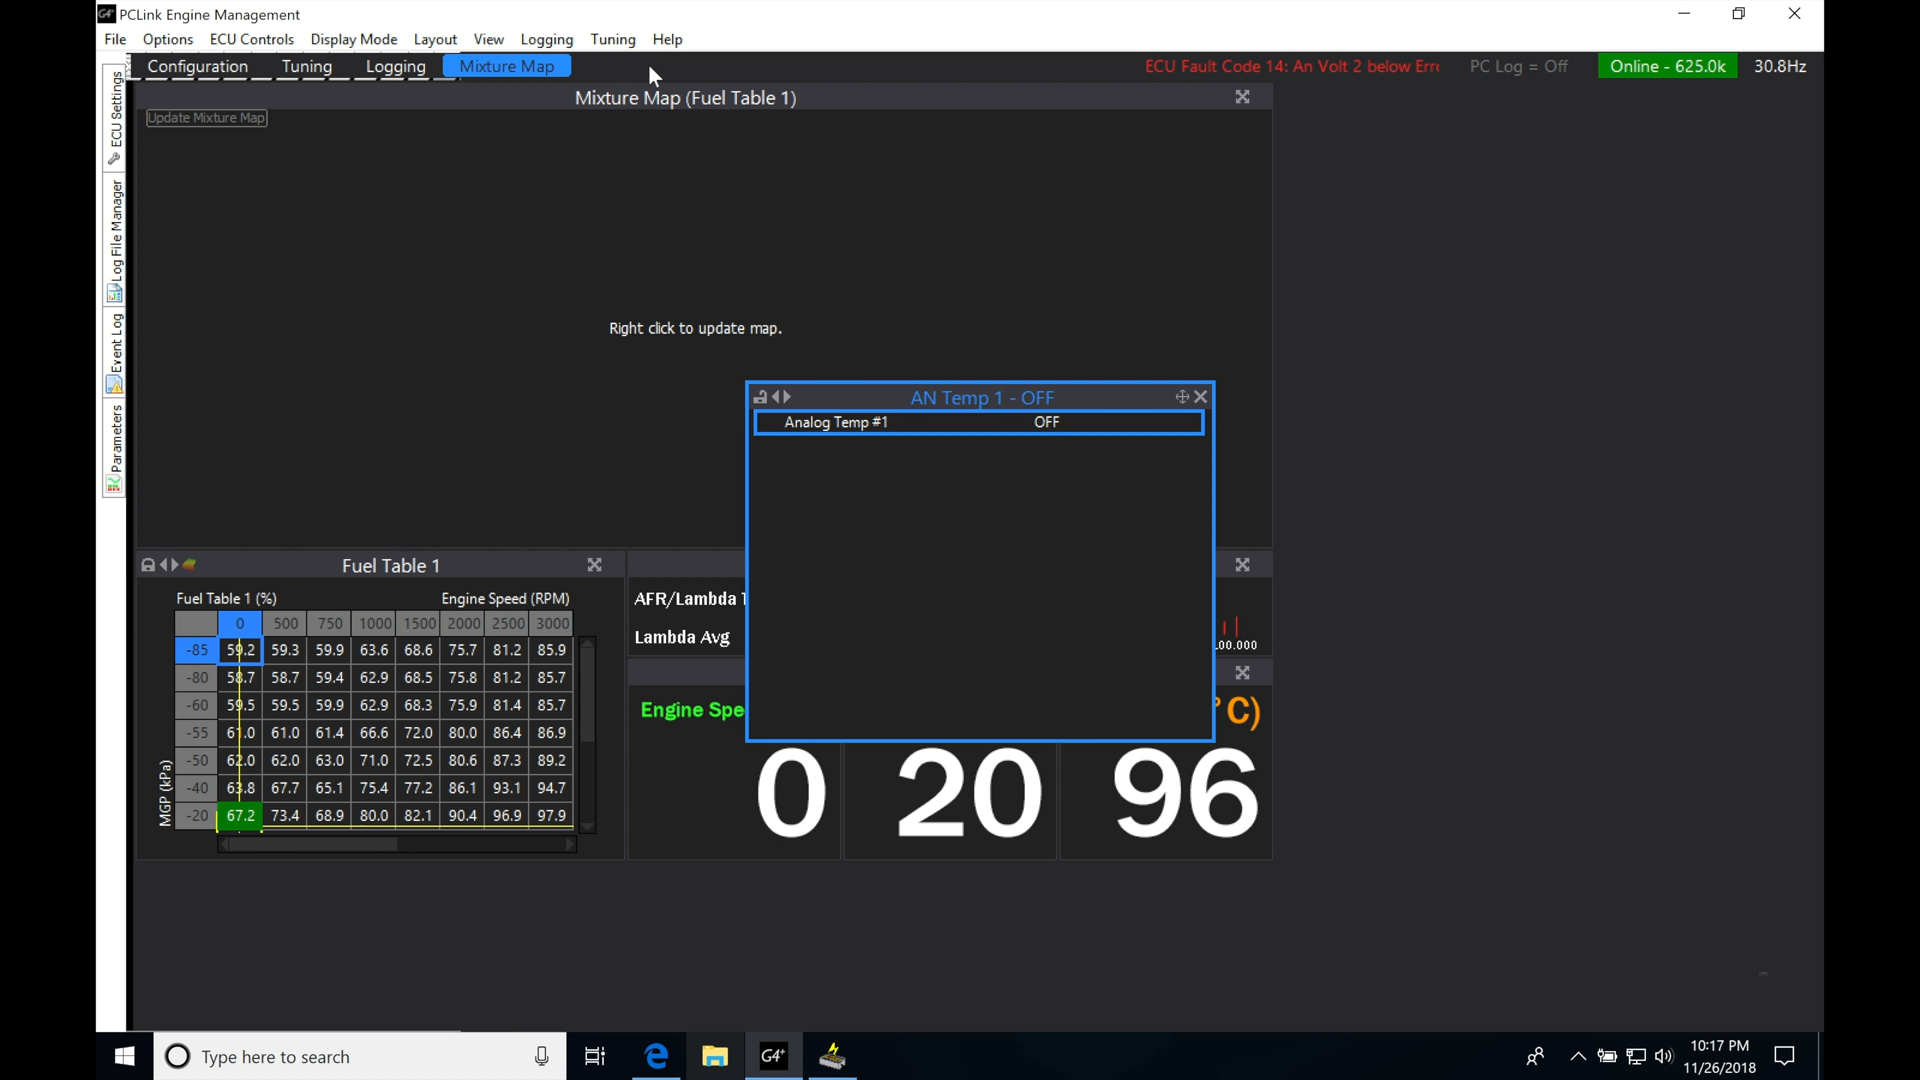 G4+ PCLink Engine Management
File Options ECU Controls Display Mode Layout View Logging Tuning Help
Configuration Tuning Logging Mixture Map
ECU Fault Code 14: An Volt 2 below Erro PC Log = Off Online - 625.0k 30.8Hz
ECU Settings
Log File Manager
Event Log
Parameters
Mixture Map (Fuel Table 1)
Update Mixture Map
Right click to update map.
AN Temp 1 - OFF
Analog Temp #1 OFF
Fuel Table 1
Fuel Table 1 (%) Engine Speed (RPM)
0 500 750 1000 1500 2000 2500 3000
-85 59.2 59.3 59.9 63.6 68.6 75.7 81.2 85.9
-80 58.7 58.7 59.4 62.9 68.5 75.8 81.2 85.7
-60 59.5 59.5 59.9 62.9 68.3 75.9 81.4 85.7
-55 61.0 61.0 61.4 66.6 72.0 80.0 86.4 86.9
-50 62.0 62.0 63.0 71.0 72.5 80.6 87.3 89.2
-40 63.8 67.7 65.1 75.4 77.2 86.1 93.1 94.7
-20 67.2 73.4 68.9 80.0 82.1 90.4 96.9 97.9
MGP (kPa)
AFR/Lambda
Lambda Avg
00.000
Engine Spe
°C)
0 20 96
Type here to search
G4+
10:17 PM
11/26/2018